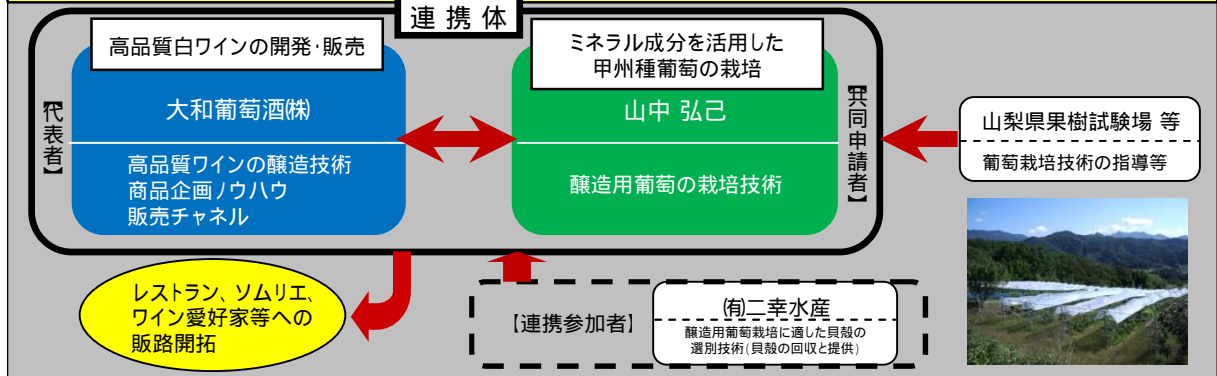 連携体
高品質白ワインの開発・販売
【代表者】
大和葡萄酒㈱
高品質ワインの醸造技術
商品企画ノウハウ
販売チャネル
ミネラル成分を活用した
甲州種葡萄の栽培
山中 弘己
醸造用葡萄の栽培技術
【共同申請者】
山梨県果樹試験場 等
葡萄栽培技術の指導等
レストラン、ソムリエ、
ワイン愛好家等への
販路開拓
【連携参加者】
㈲二幸水産
醸造用葡萄栽培に適した貝殻の
選別技術(貝殻の回収と提供)